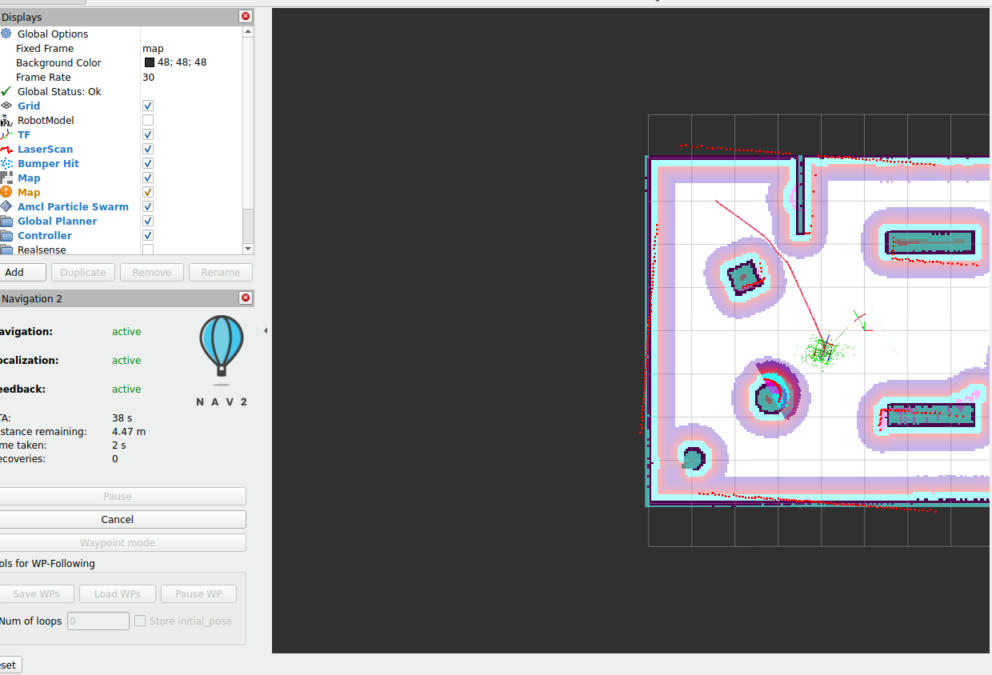 Displays
Global Options
Fixed Frame map
Background Color 48; 48; 48
Frame Rate 30
Global Status: Ok
Grid
RobotModel
TF
LaserScan
Bumper Hit
Map
Map
Amcl Particle Swarm
Global Planner
Controller
Realsense
Add Duplicate Remove Rename
Navigation 2
avigation: active
ocalization: active
eedback: active
NAV2
TA: 38 s
stance remaining: 4.47 m
me taken: 2 s
ecoveries: 0
Pause
Cancel
Waypoint mode
ols for WP-Following
Save WPs Load WPs Pause WP
Num of loops 0 Store initial_pose
eset